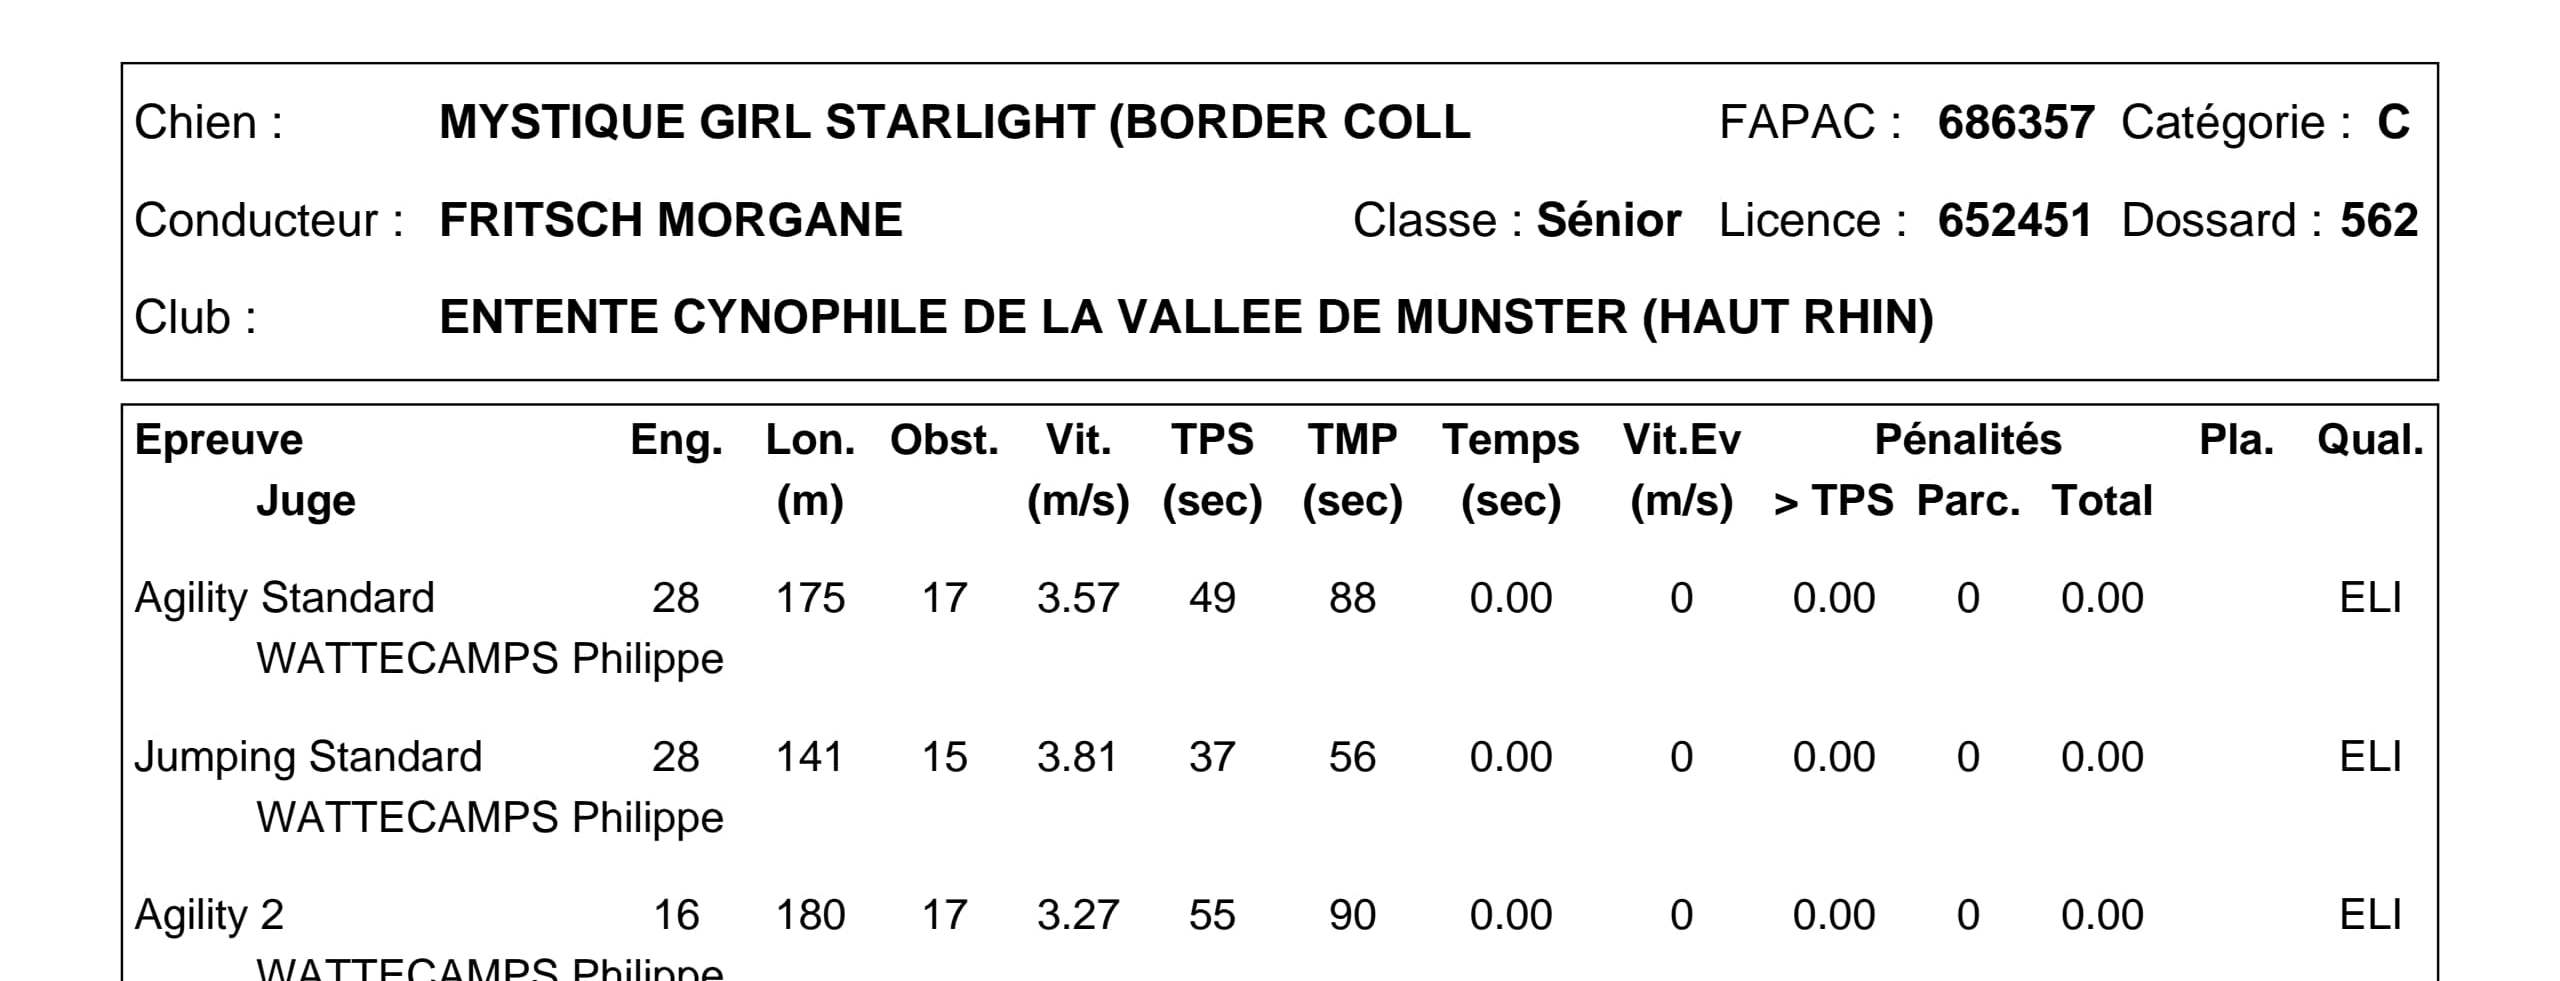 Chien : MYSTIQUE GIRL STARLIGHT (BORDER COLL FAPAC : 686357 Catégorie : C
Conducteur : FRITSCH MORGANE Classe : Sénior Licence : 652451 Dossard : 562
Club : ENTENTE CYNOPHILE DE LA VALLEE DE MUNSTER (HAUT RHIN)
Epreuve Eng. Lon. Obst. Vit. TPS TMP Temps Vit.Ev Pénalités Pla. Qual.
Juge (m) (m/s) (sec) (sec) (sec) (m/s) > TPS Parc. Total
Agility Standard 28 175 17 3.57 49 88 0.00 0 0.00 0 0.00 ELI
WATTECAMPS Philippe
Jumping Standard 28 141 15 3.81 37 56 0.00 0 0.00 0 0.00 ELI
WATTECAMPS Philippe
Agility 2 16 180 17 3.27 55 90 0.00 0 0.00 0 0.00 ELI
WATTECAMPS Philippe